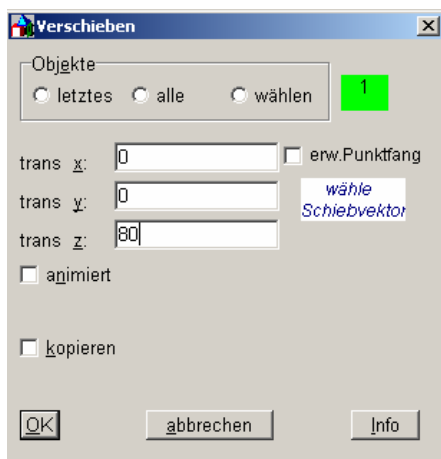 Verschieben
Objekte
letztes alle wählen 1
trans x: 0 erw.Punktfang
trans y: 0 wähle
Schiebvektor
trans z: 80
animiert
kopieren
OK abbrechen Info